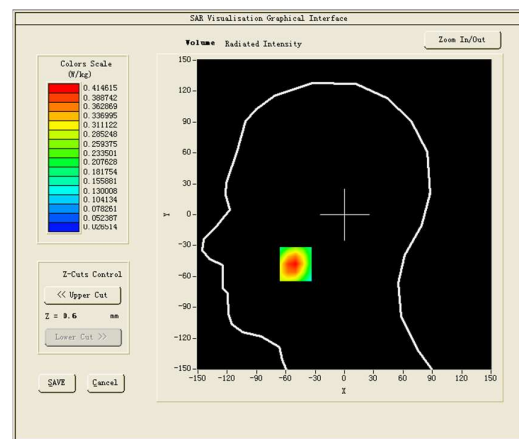 SAR Visualisation Graphical Interface
Volume Radiated Intensity
Zoom In/Out
Colors Scale
(W/kg)
0.414615
0.388742
0.362869
0.336995
0.311122
0.285248
0.259375
0.233501
0.207628
0.181754
0.155881
0.130008
0.104134
0.078261
0.052387
0.026514
Z-Cuts Control
<< Upper Cut
Z = 0.6 mm
Lower Cut >>
SAVE
Cancel
150
120
90
60
30
0
-30
-60
-90
-120
-150
Y
-150 -120 -90 -60 -30 0 30 60 90 120 150
X